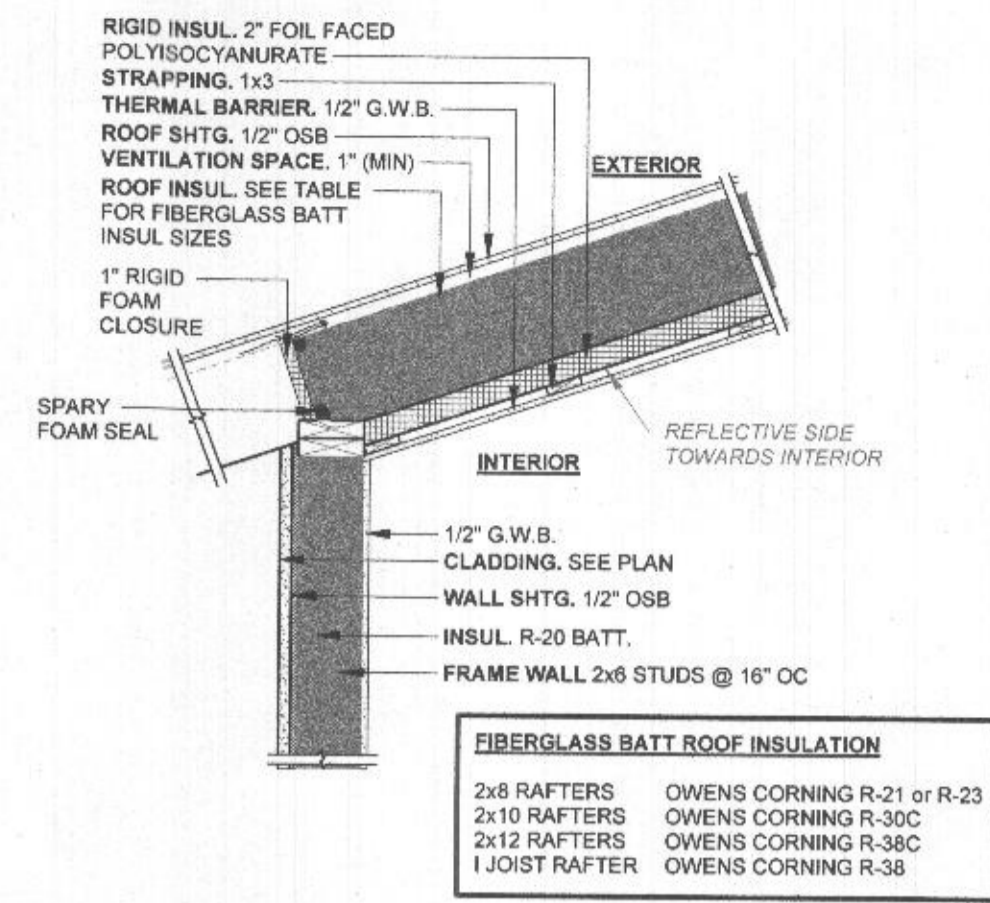 RIGID INSUL. 2" FOIL FACED
POLYISOCYANURATE
STRAPPING. 1x3
THERMAL BARRIER. 1/2" G.W.B.
ROOF SHTG. 1/2" OSB
VENTILATION SPACE. 1" (MIN)
ROOF INSUL. SEE TABLE
FOR FIBERGLASS BATT
INSUL SIZES
EXTERIOR
1" RIGID
FOAM
CLOSURE
SPARY
FOAM SEAL
REFLECTIVE SIDE
TOWARDS INTERIOR
INTERIOR
1/2" G.W.B.
CLADDING. SEE PLAN
WALL SHTG. 1/2" OSB
INSUL. R-20 BATT.
FRAME WALL 2x6 STUDS @ 16" OC
FIBERGLASS BATT ROOF INSULATION
2x8 RAFTERS OWENS CORNING R-21 or R-23
2x10 RAFTERS OWENS CORNING R-30C
2x12 RAFTERS OWENS CORNING R-38C
I JOIST RAFTER OWENS CORNING R-38